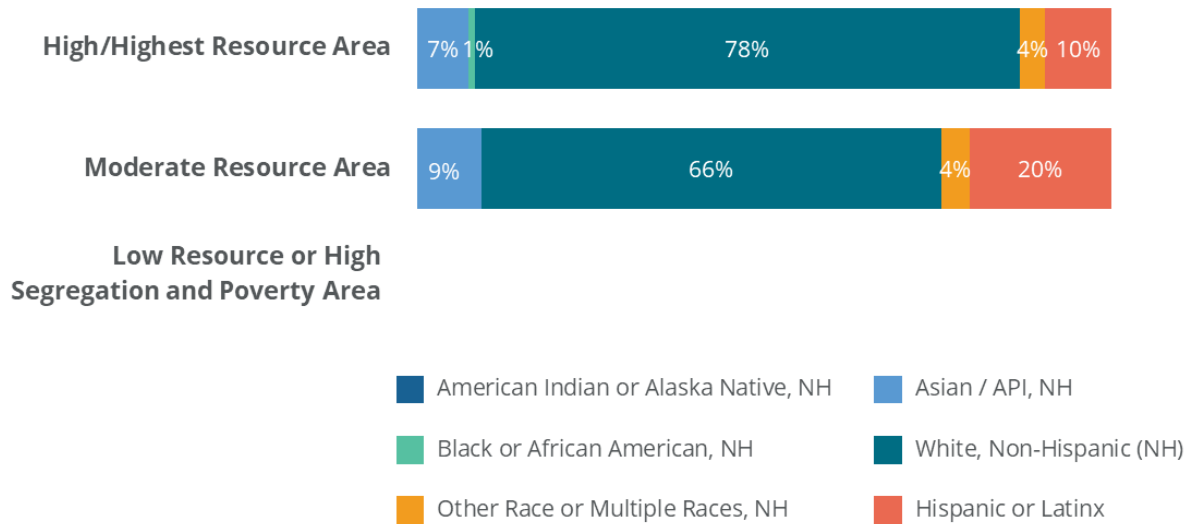 High/Highest Resource Area
7% 1% 78% 4% 10%
Moderate Resource Area
9% 66% 4% 20%
Low Resource or High
Segregation and Poverty Area
American Indian or Alaska Native, NH
Asian / API, NH
Black or African American, NH
White, Non-Hispanic (NH)
Other Race or Multiple Races, NH
Hispanic or Latinx